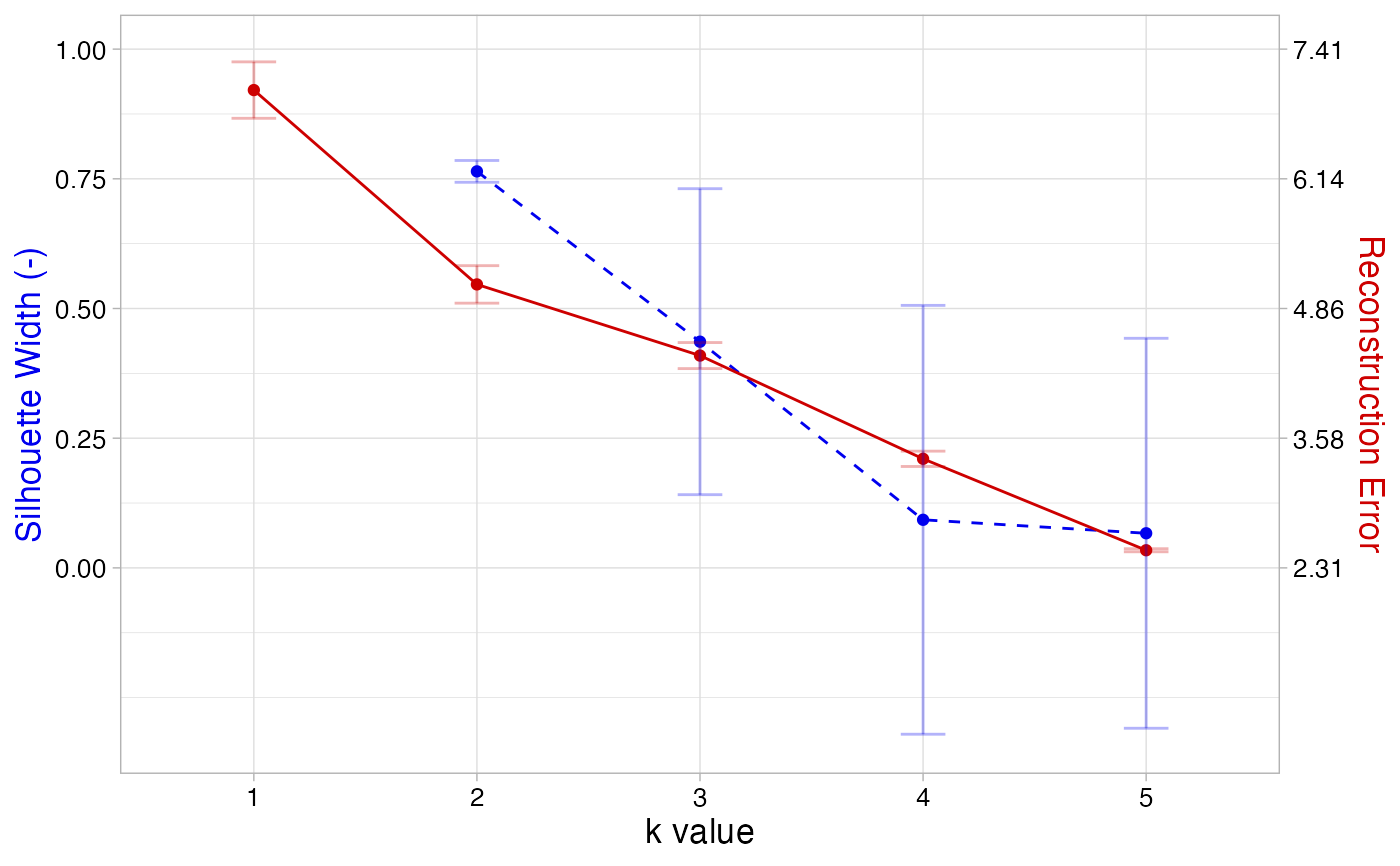 1.00
0.75
0.50
0.25
0.00
Silhouette Width (-)
7.41
6.14
4.86
3.58
2.31
Reconstruction Error
1 2 3 4 5
k value